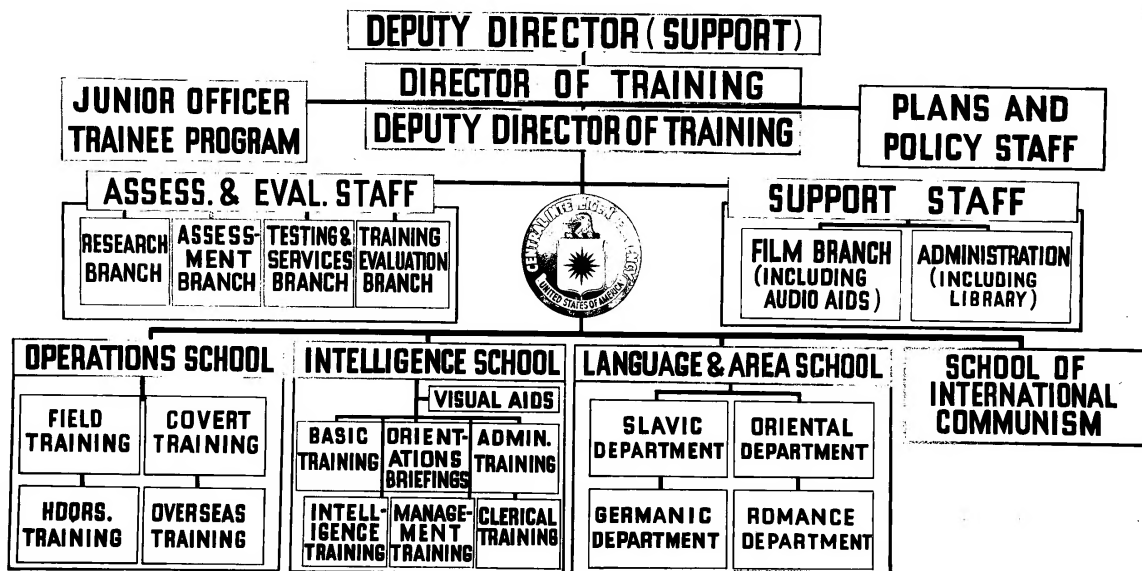 DEPUTY DIRECTOR (SUPPORT)
DIRECTOR OF TRAINING
DEPUTY DIRECTOR OF TRAINING
JUNIOR OFFICER
TRAINEE PROGRAM
PLANS AND
POLICY STAFF
ASSESS. & EVAL. STAFF
RESEARCH
BRANCH
ASSESS-
MENT
BRANCH
TESTING &
SERVICES
BRANCH
TRAINING
EVALUATION
BRANCH
UNITED STATES OF AMERICA
SUPPORT STAFF
FILM BRANCH
(INCLUDING
AUDIO AIDS)
ADMINISTRATION
(INCLUDING
LIBRARY)
OPERATIONS SCHOOL
FIELD
TRAINING
COVERT
TRAINING
HDQRS.
TRAINING
OVERSEAS
TRAINING
INTELLIGENCE SCHOOL
VISUAL AIDS
BASIC
TRAINING
ORIENT-
ATIONS
BRIEFINGS
ADMIN.
TRAINING
INTELL-
IGENCE
TRAINING
MANAGE-
MENT
TRAINING
CLERICAL
TRAINING
LANGUAGE & AREA SCHOOL
SLAVIC
DEPARTMENT
ORIENTAL
DEPARTMENT
GERMANIC
DEPARTMENT
ROMANCE
DEPARTMENT
SCHOOL OF
INTERNATIONAL
COMMUNISM